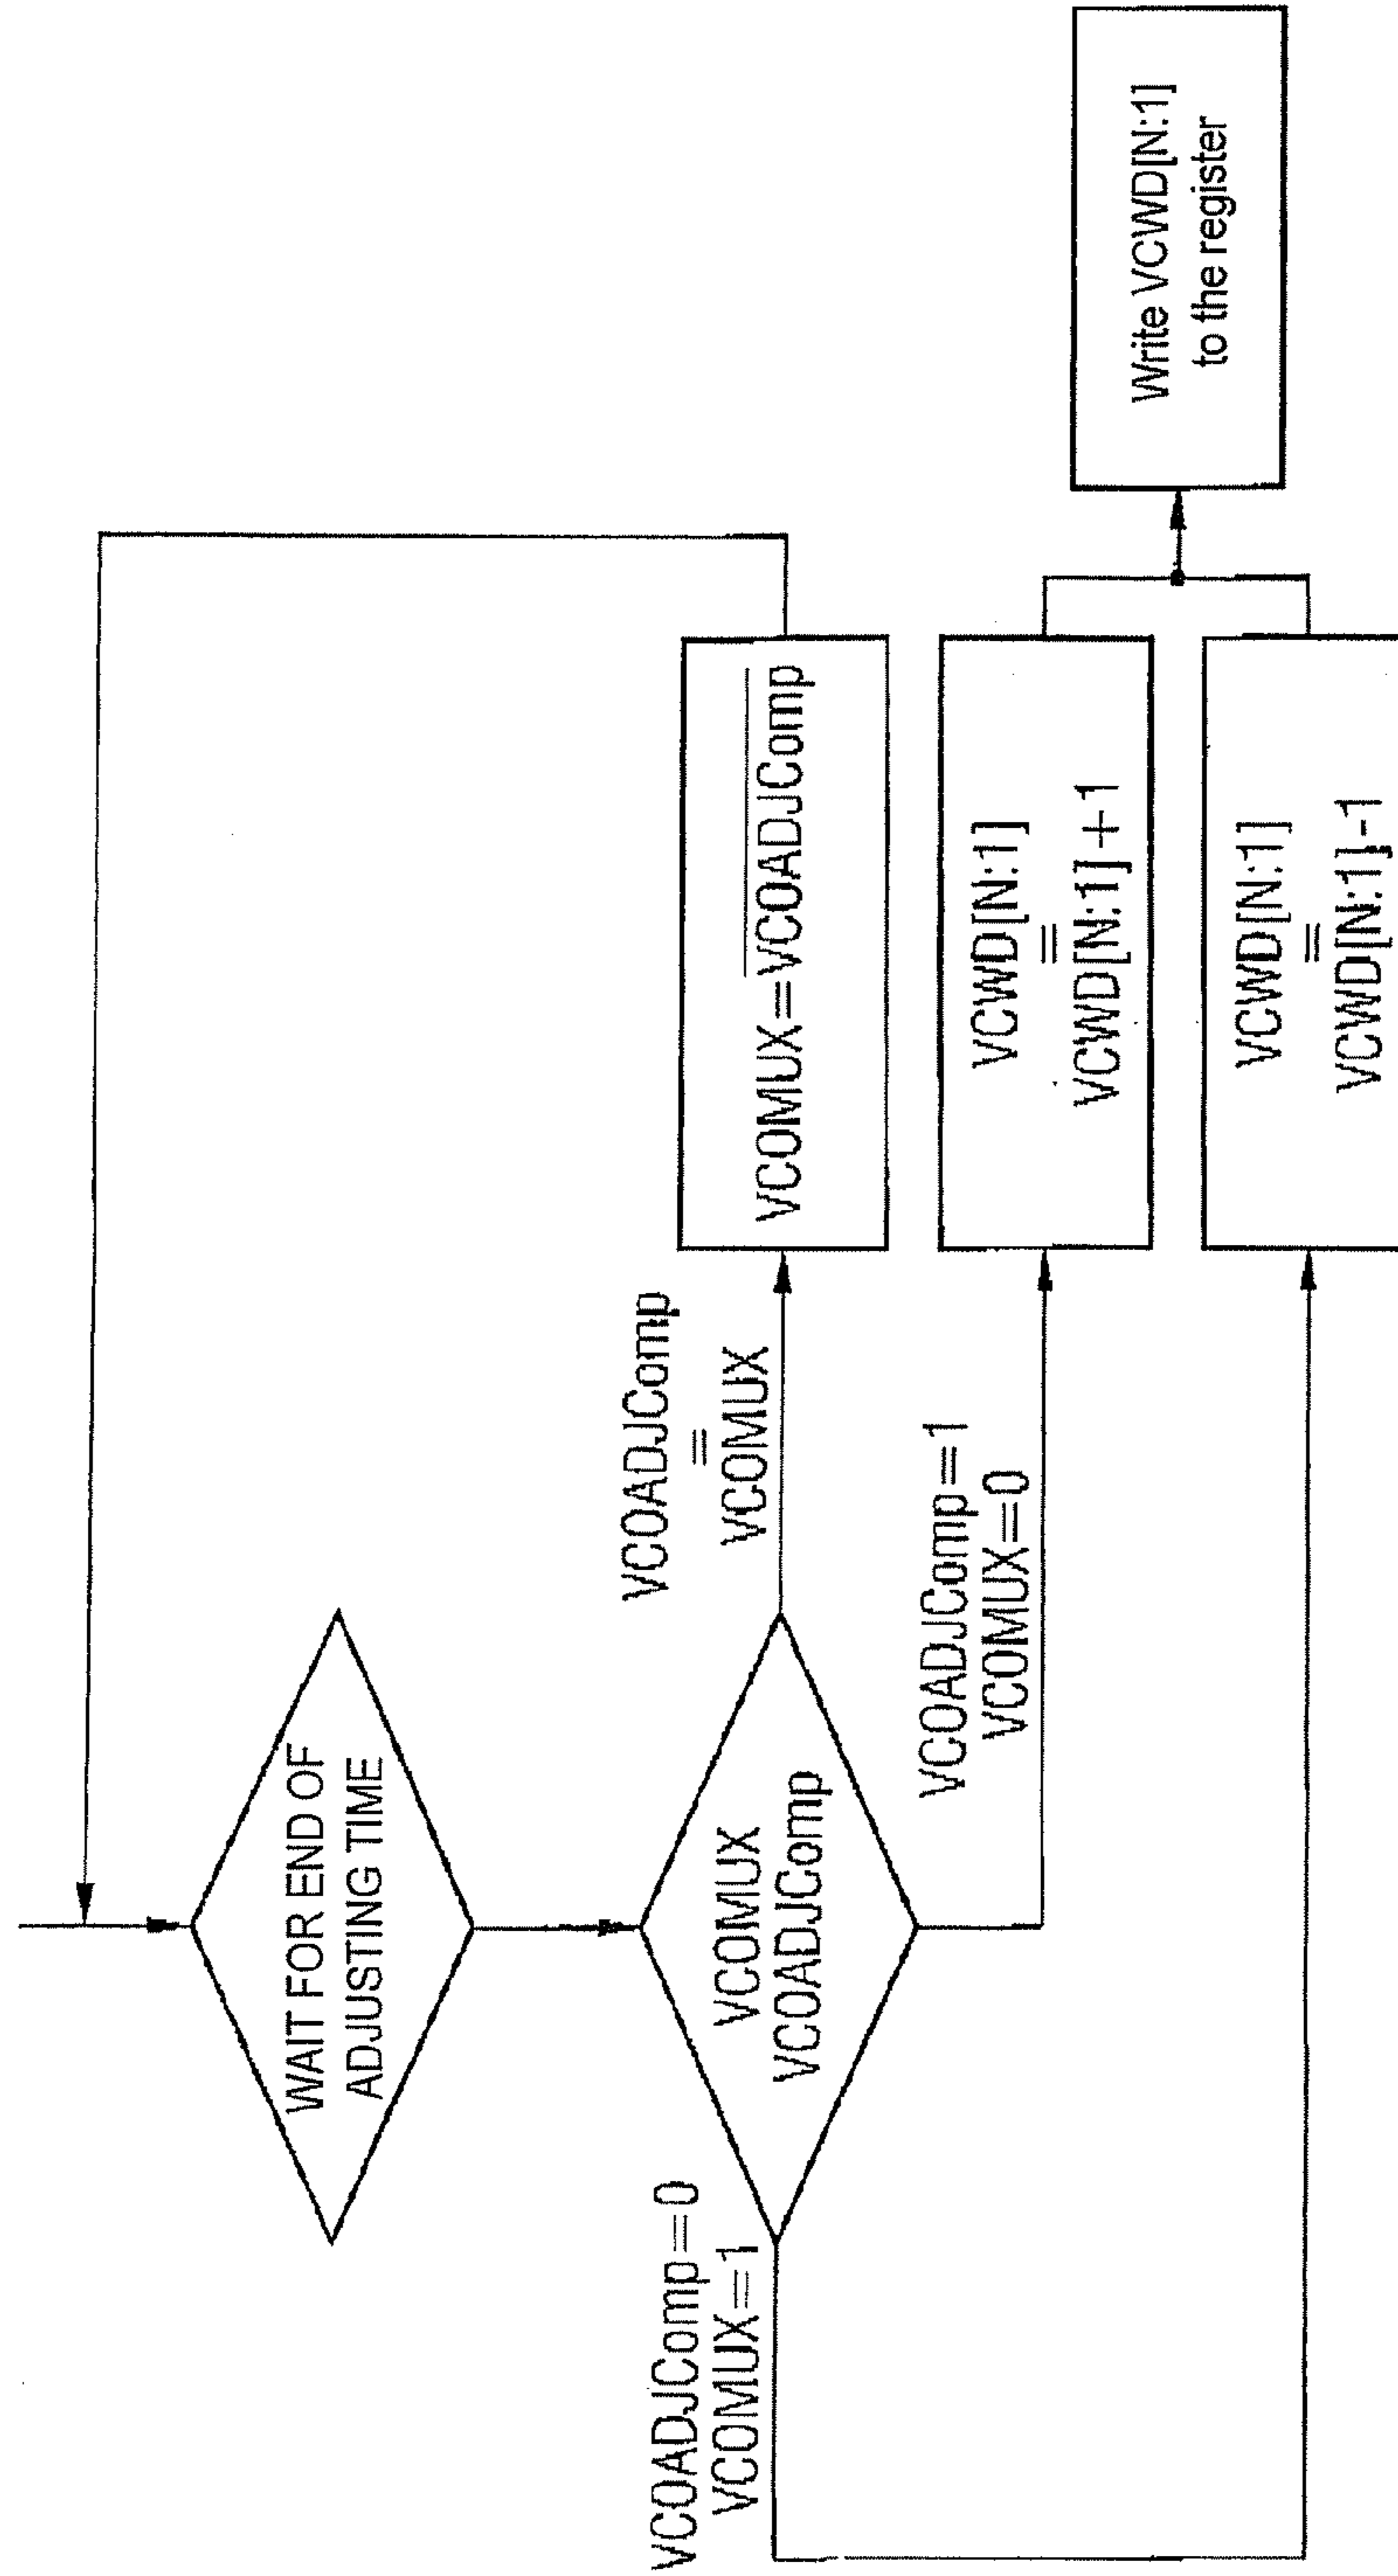 WAIT FOR END OF
ADJUSTING TIME
VCOMUX
VCOADJComp
VCOADJComp=0
VCOMUX=1
VCOADJComp
=
VCOMUX
VCOADJComp=1
VCOMUX=0
VCOMUX=V̅C̅O̅A̅D̅J̅C̅o̅m̅p̅
VCWD[N:1]
=
VCWD[N:1]+1
VCWD[N:1]
=
VCWD[N:1]-1
Write VCWD[N:1]
to the register